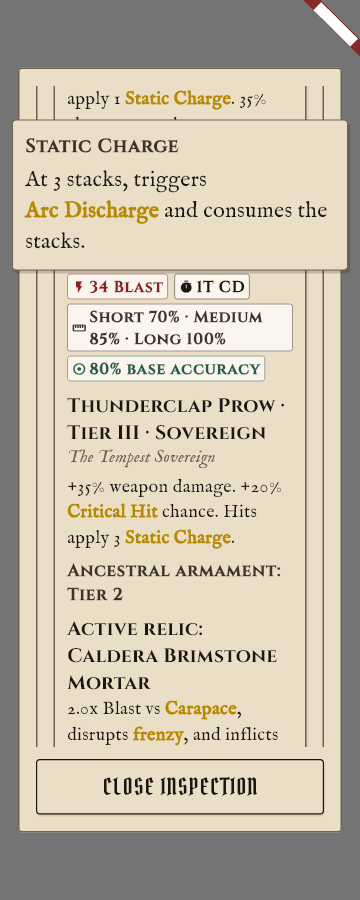 apply 1 Static Charge. 35%
Static Charge
At 3 stacks, triggers
Arc Discharge and consumes the
stacks.
34 Blast
1T CD
Short 70% · Medium
85% · Long 100%
80% base accuracy
Thunderclap Prow ·
Tier III · Sovereign
The Tempest Sovereign
+35% weapon damage. +20%
Critical Hit chance. Hits
apply 3 Static Charge.
Ancestral armament:
Tier 2
Active relic:
Caldera Brimstone
Mortar
2.0x Blast vs Carapace,
disrupts frenzy, and inflicts
Close Inspection